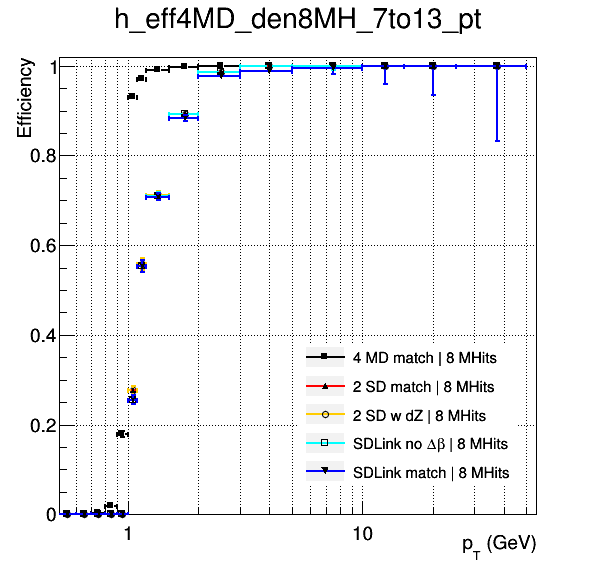 h_eff4MD_den8MH_7to13_pt
Efficiency
1
0.8
0.6
0.4
0.2
0
4 MD match | 8 MHits
2 SD match | 8 MHits
2 SD w dZ | 8 MHits
SDLink no Δβ | 8 MHits
SDLink match | 8 MHits
1 10
p_T (GeV)